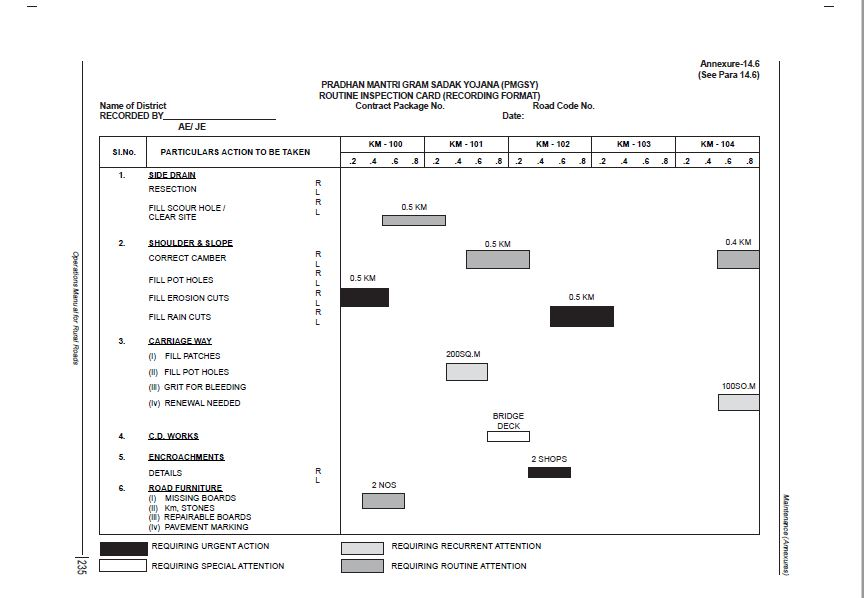 Annexure-14.6
(See Para 14.6)
PRADHAN MANTRI GRAM SADAK YOJANA (PMGSY)
ROUTINE INSPECTION CARD (RECORDING FORMAT)
Name of District Contract Package No. Road Code No.
RECORDED BY Date:
AE/ JE
Sl.No. PARTICULARS ACTION TO BE TAKEN KM - 100 KM - 101 KM - 102 KM - 103 KM - 104
.2 .4 .6 .8 .2 .4 .6 .8 .2 .4 .6 .8 .2 .4 .6 .8 .2 .4 .6 .8
1. SIDE DRAIN
RESECTION R
L
FILL SCOUR HOLE / R
CLEAR SITE L
0.5 KM
2. SHOULDER & SLOPE 0.5 KM 0.4 KM
CORRECT CAMBER R
L
FILL POT HOLES R
L
0.5 KM
FILL EROSION CUTS R
L
0.5 KM
FILL RAIN CUTS R
L
3. CARRIAGE WAY
(I) FILL PATCHES 200SQ.M
(II) FILL POT HOLES
(III) GRIT FOR BLEEDING 100SO.M
(Iv) RENEWAL NEEDED
BRIDGE
DECK
4. C.D. WORKS
5. ENCROACHMENTS 2 SHOPS
DETAILS R
L
6. ROAD FURNITURE 2 NOS
(I) MISSING BOARDS
(II) Km, STONES
(III) REPAIRABLE BOARDS
(Iv) PAVEMENT MARKING
REQUIRING URGENT ACTION REQUIRING RECURRENT ATTENTION
REQUIRING SPECIAL ATTENTION REQUIRING ROUTINE ATTENTION
Operations Manual for Rural Roads
235
Maintenance (Annexures)